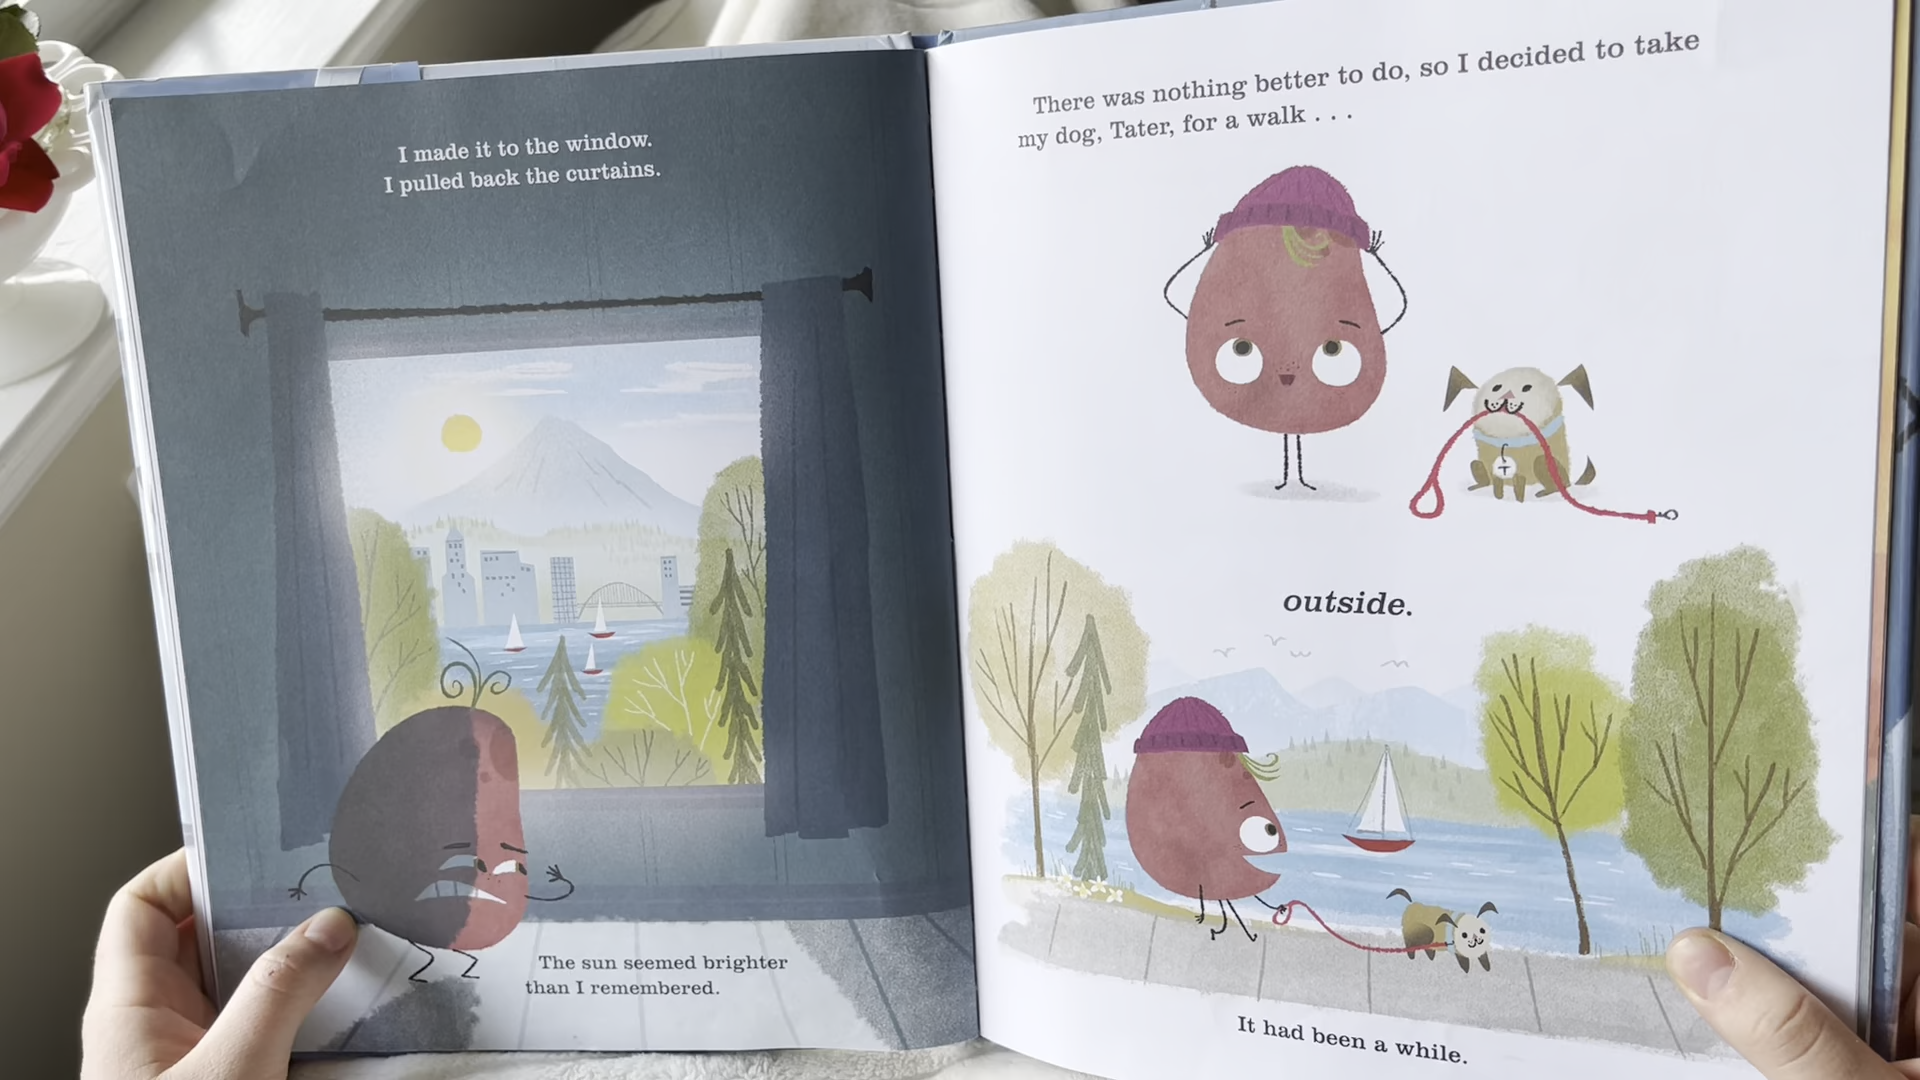 I made it to the window.
I pulled back the curtains.
The sun seemed brighter
than I remembered.
There was nothing better to do, so I decided to take
my dog, Tater, for a walk . . .
T
outside.
It had been a while.